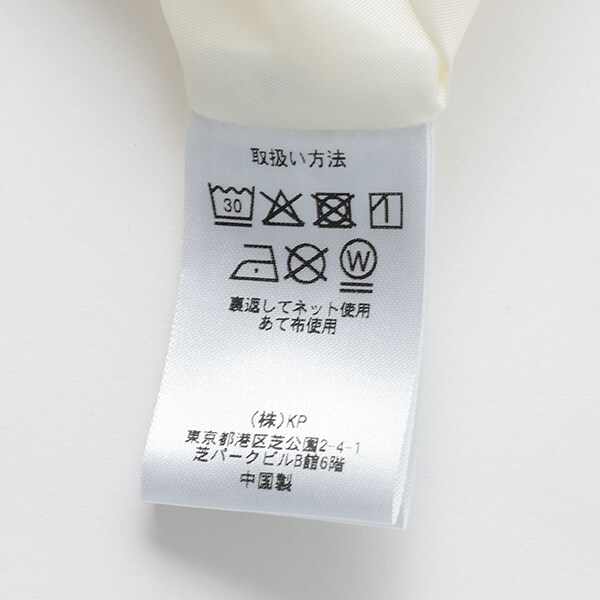 取扱い方法
30
W
裏返してネット使用
あて布使用
(株)KP
東京都港区芝公園2-4-1
芝パークビルB館6階
中国製